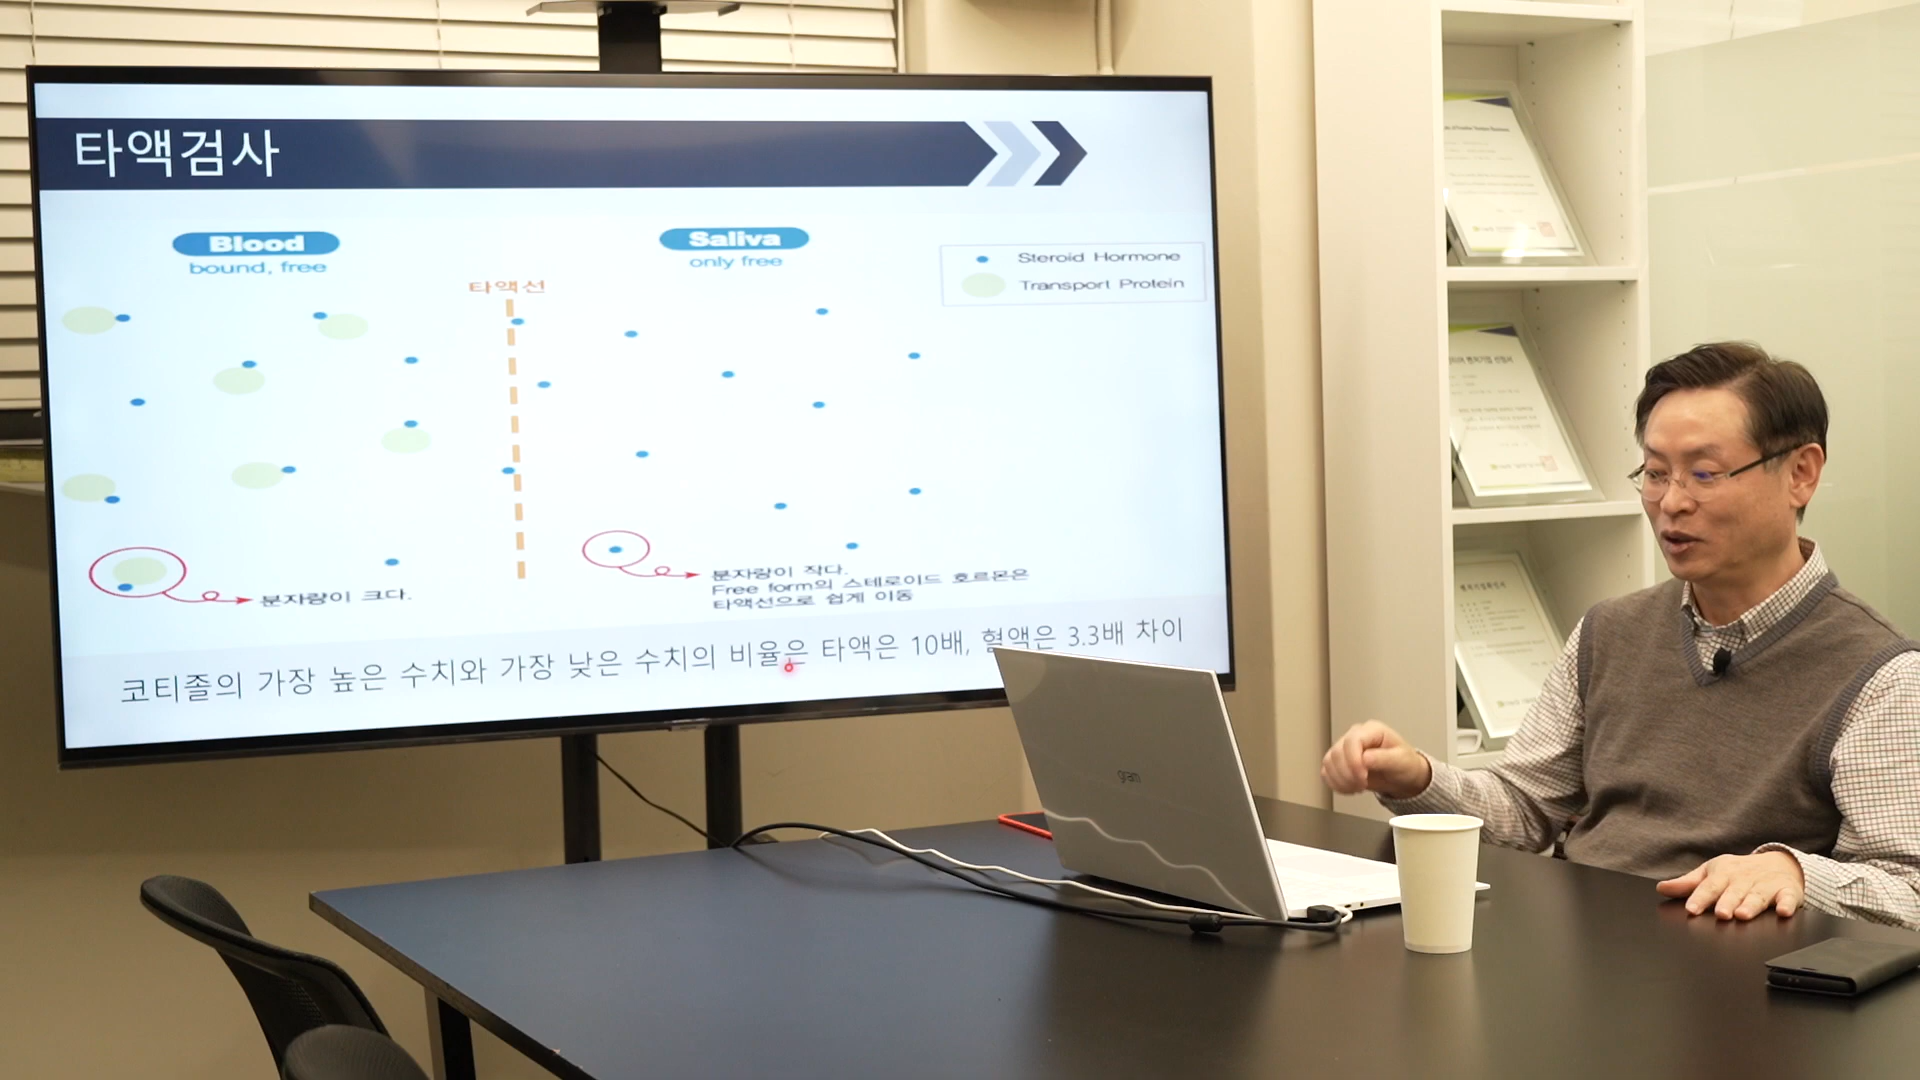 타액검사
Blood
bound, free
Saliva
only free
Steroid Hormone
Transport Protein
타액선
분자량이 크다.
분자량이 작다.
Free form의 스테로이드 호르몬은
타액선으로 쉽게 이동
코티졸의 가장 높은 수치와 가장 낮은 수치의 비율은 타액은 10배, 혈액은 3.3배 차이
gram